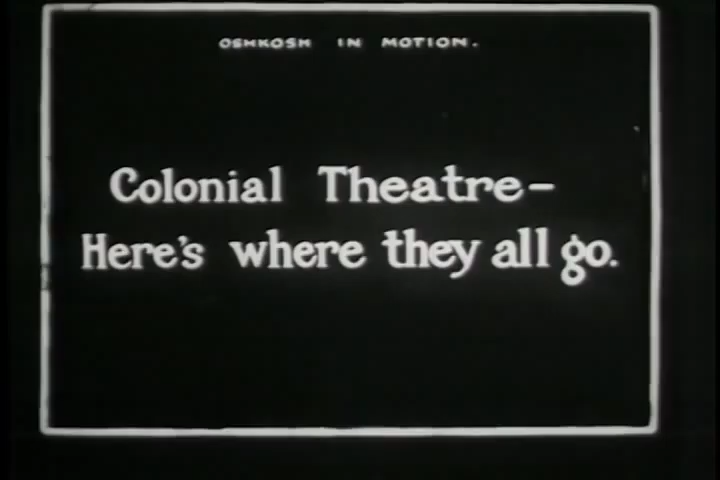 OSHKOSH IN MOTION.
Colonial Theatre–
Here's where they all go.